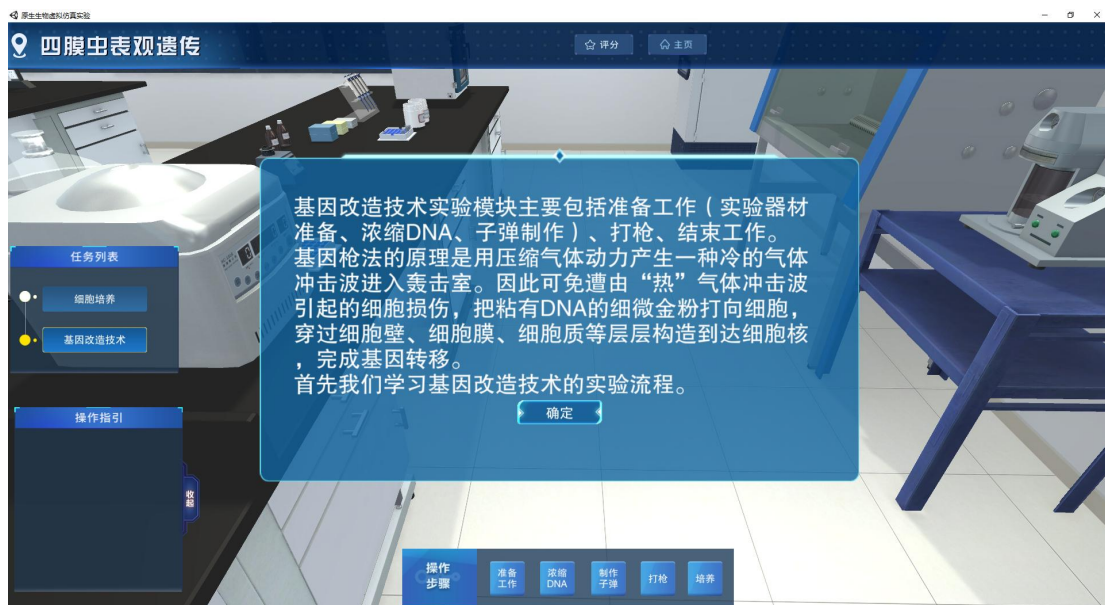 原生生物虚拟仿真实验
四膜虫表观遗传
评分
主页
基因改造技术实验模块主要包括准备工作（实验器材
准备、浓缩DNA、子弹制作）、打枪、结束工作。
基因枪法的原理是用压缩气体动力产生一种冷的气体
冲击波进入轰击室。因此可免遭由“热”气体冲击波
引起的细胞损伤，把粘有DNA的细微金粉打向细胞，
穿过细胞壁、细胞膜、细胞质等层层构造到达细胞核
，完成基因转移。
首先我们学习基因改造技术的实验流程。
确定
任务列表
细胞培养
基因改造技术
操作指引
收起
操作
步骤
准备
工作
浓缩
DNA
制作
子弹
打枪
培养